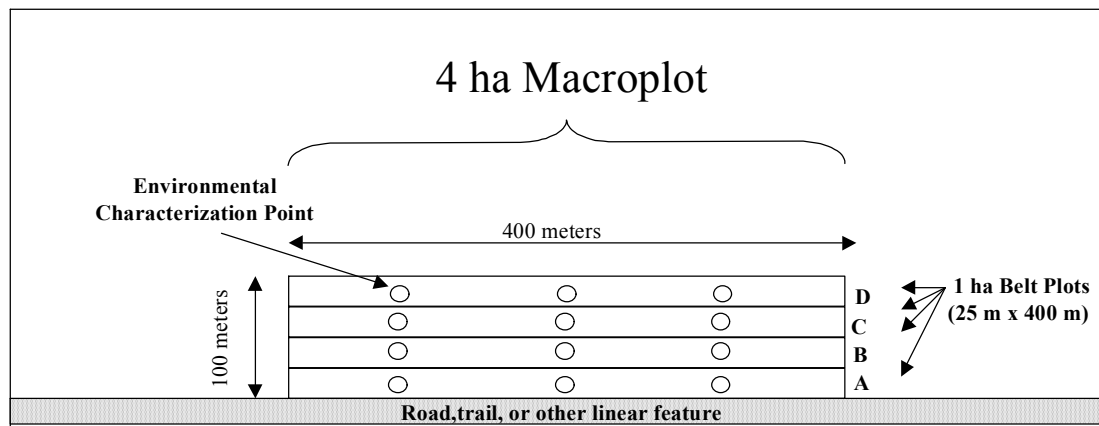 4 ha Macroplot
Environmental
Characterization Point
400 meters
100 meters
D
C
B
A
1 ha Belt Plots
(25 m x 400 m)
Road,trail, or other linear feature